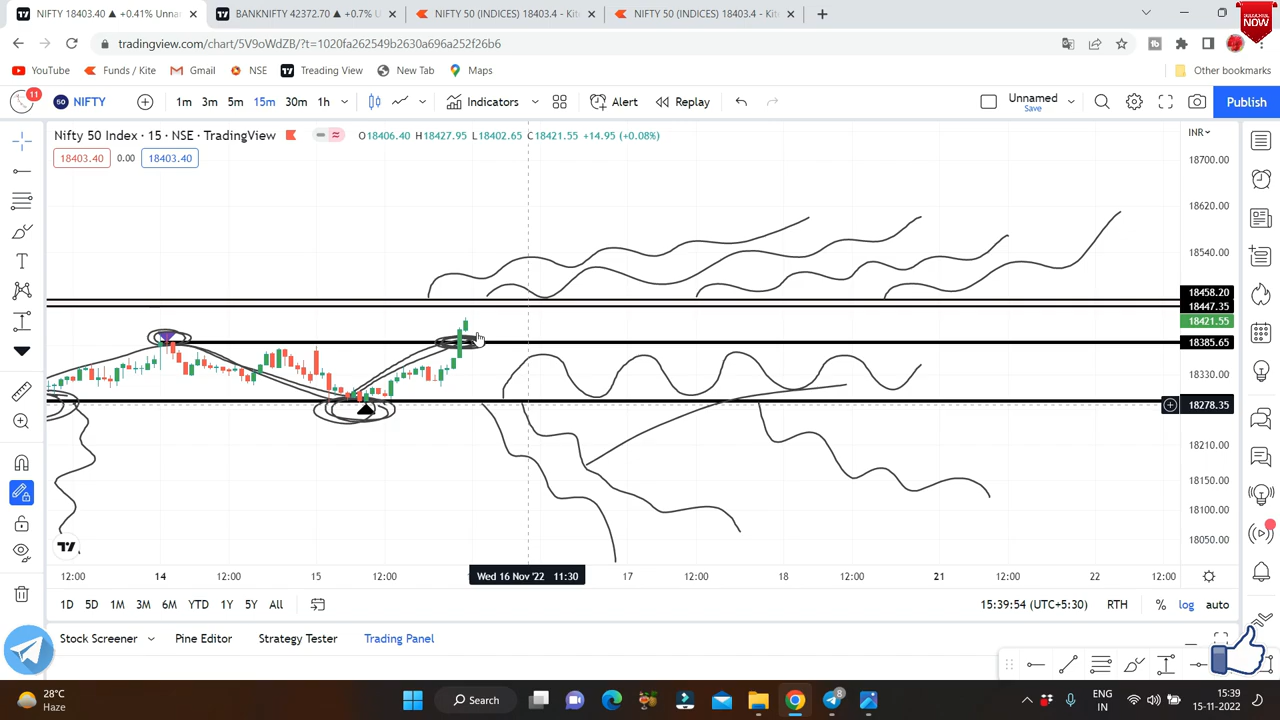 NIFTY 18403.40 ▲ +0.41% Unnar
BANKNIFTY 42372.70 ▲ +0.7% U
NIFTY 50 (INDICES) 18403.4 - Kite
NIFTY 50 (INDICES) 18403.4 - Kite
SUBSCRIBE NOW
tradingview.com/chart/5V9oWdZB/?t=1020fa262549b2630a696a252f26b6
YouTube Funds / Kite Gmail NSE Treading View New Tab Maps Other bookmarks
11 50 NIFTY 1m 3m 5m 15m 30m 1h Indicators Alert Replay Unnamed Save Publish
Nifty 50 Index · 15 · NSE · TradingView O18406.40 H18427.95 L18402.65 C18421.55 +14.95 (+0.08%) INR
18403.40 0.00 18403.40
18700.00
18620.00
18540.00
18458.20
18447.35
18421.55
18385.65
18330.00
18278.35
18210.00
18150.00
18100.00
18050.00
12:00 14 12:00 15 12:00 Wed 16 Nov '22 11:30 17 12:00 18 12:00 21 12:00 22 12:00
1D 5D 1M 3M 6M YTD 1Y 5Y All 15:39:54 (UTC+5:30) RTH % log auto
Stock Screener Pine Editor Strategy Tester Trading Panel
28°C
Haze
Search
8
ENG
IN
15:39
15-11-2022